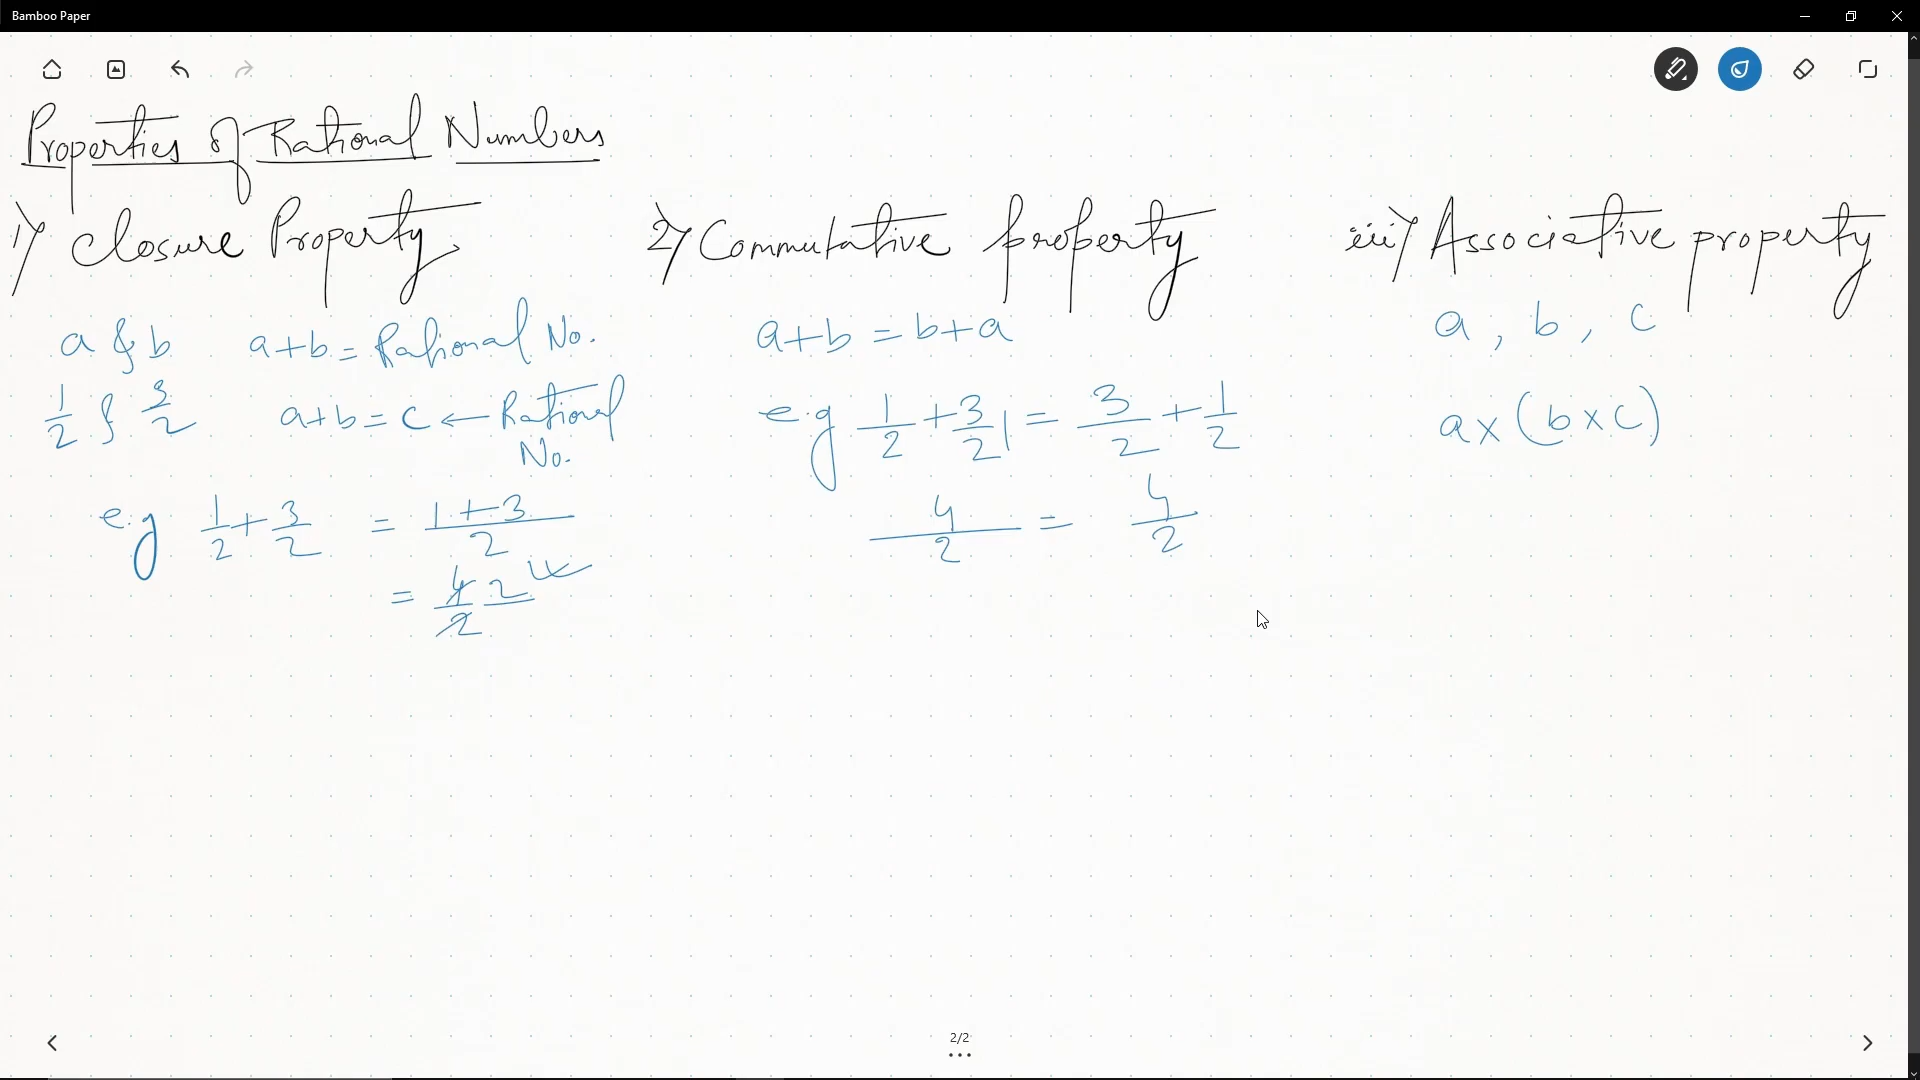 Bamboo Paper
Properties of Rational Numbers
1) Closure Property
a & b a+b = Rational No.
1/2 & 3/2 a+b = c ← Rational No.
e.g 1/2 + 3/2 = 1+3/2
= 4/2 2
2) Commutative property
a+b = b+a
e.g 1/2 + 3/2 = 3/2 + 1/2
4/2 = 4/2
iii) Associative property
a , b , c
a × (b × c)
2/2